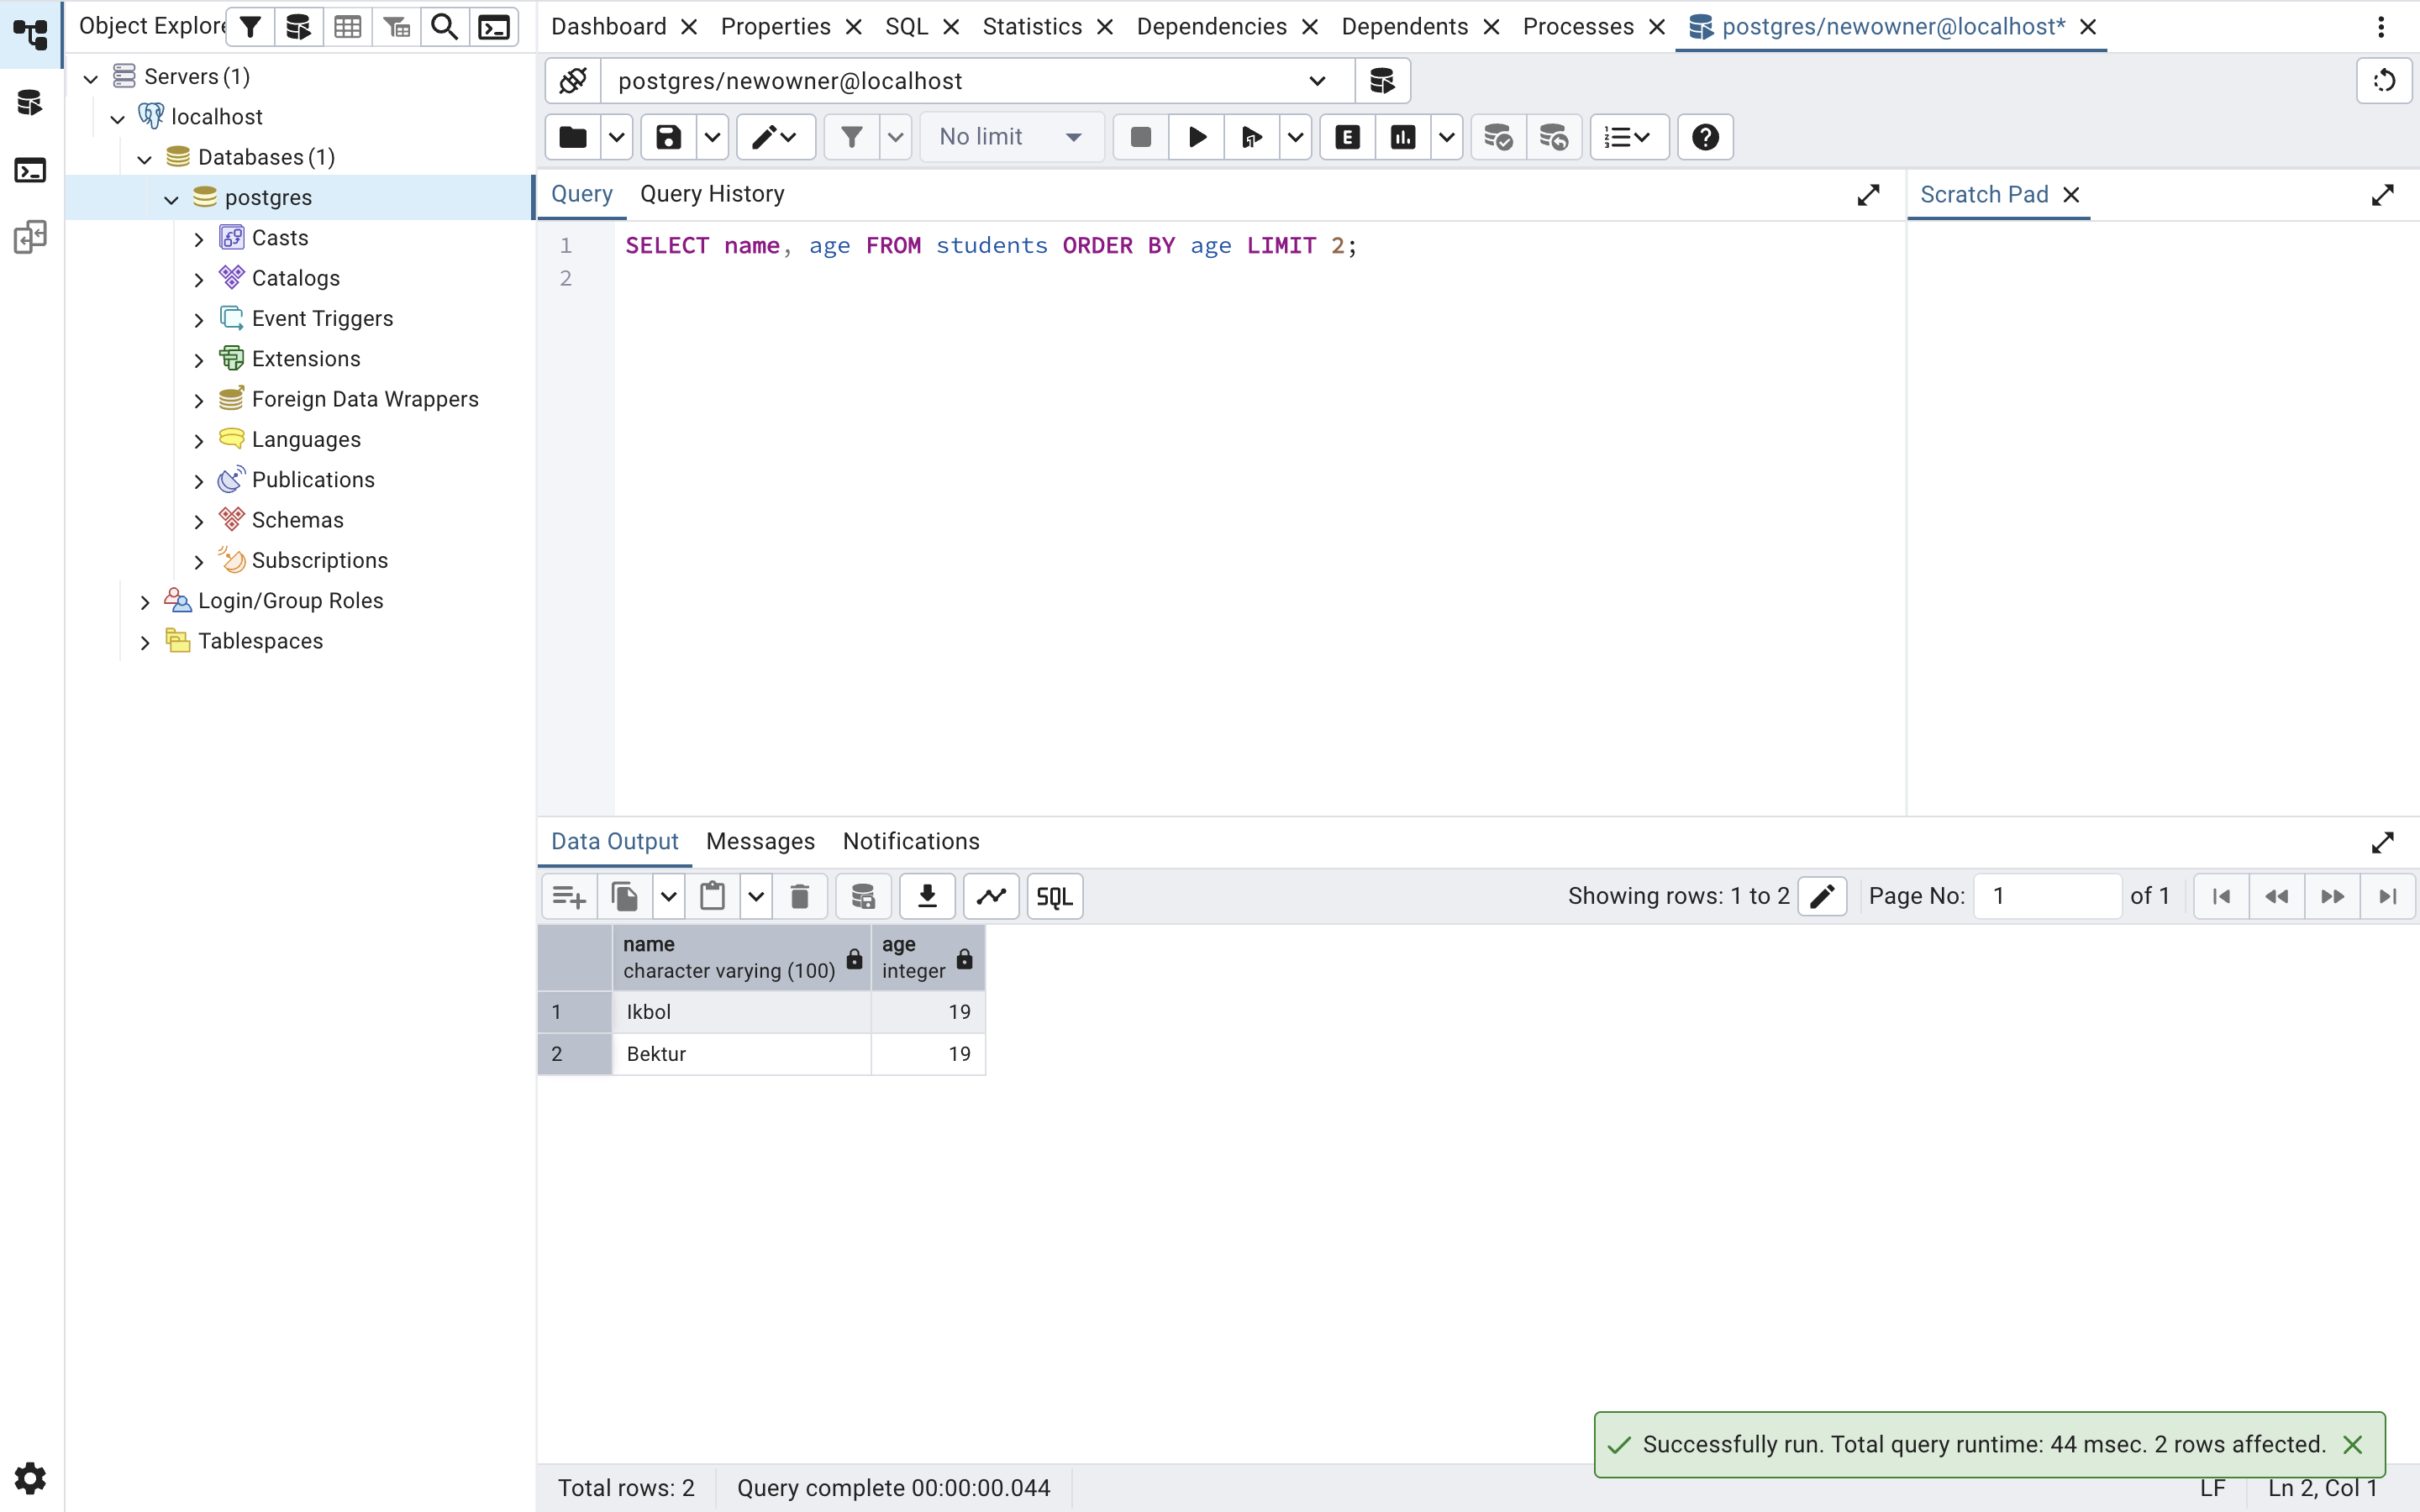 Object Explore
Dashboard Properties SQL Statistics Dependencies Dependents Processes postgres/newowner@localhost*
Servers (1)
localhost
Databases (1)
postgres
Casts
Catalogs
Event Triggers
Extensions
Foreign Data Wrappers
Languages
Publications
Schemas
Subscriptions
Login/Group Roles
Tablespaces
postgres/newowner@localhost
No limit
E
Query Query History
Scratch Pad
1 SELECT name, age FROM students ORDER BY age LIMIT 2;
2
Data Output Messages Notifications
SQL Showing rows: 1 to 2 Page No: 1 of 1
name age
character varying (100) integer
1 Ikbol 19
2 Bektur 19
Successfully run. Total query runtime: 44 msec. 2 rows affected.
Total rows: 2 Query complete 00:00:00.044 LF Ln 2, Col 1